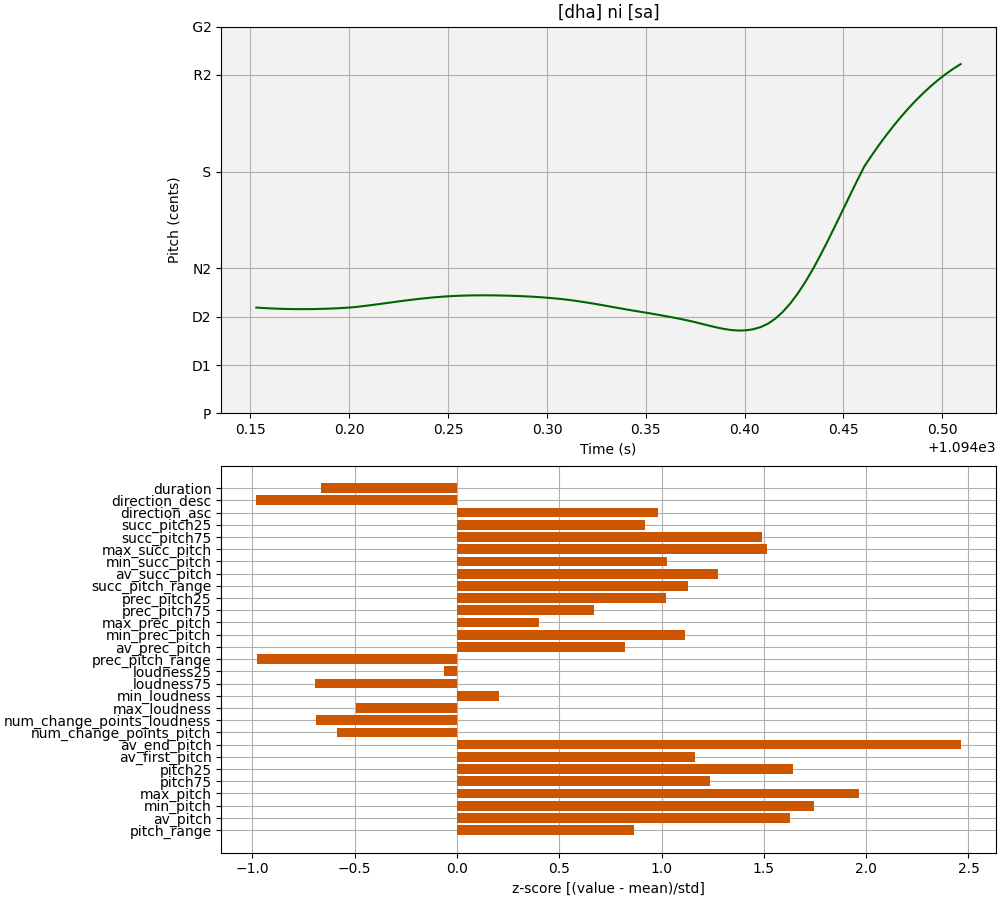 [dha] ni [sa]
G2
R2
S
N2
D2
D1
P
Pitch (cents)
0.15 0.20 0.25 0.30 0.35 0.40 0.45 0.50
Time (s)
+1.094e3
duration
direction_desc
direction_asc
succ_pitch25
succ_pitch75
max_succ_pitch
min_succ_pitch
av_succ_pitch
succ_pitch_range
prec_pitch25
prec_pitch75
max_prec_pitch
min_prec_pitch
av_prec_pitch
prec_pitch_range
loudness25
loudness75
min_loudness
max_loudness
num_change_points_loudness
num_change_points_pitch
av_end_pitch
av_first_pitch
pitch25
pitch75
max_pitch
min_pitch
av_pitch
pitch_range
−1.0 −0.5 0.0 0.5 1.0 1.5 2.0 2.5
z-score [(value - mean)/std]